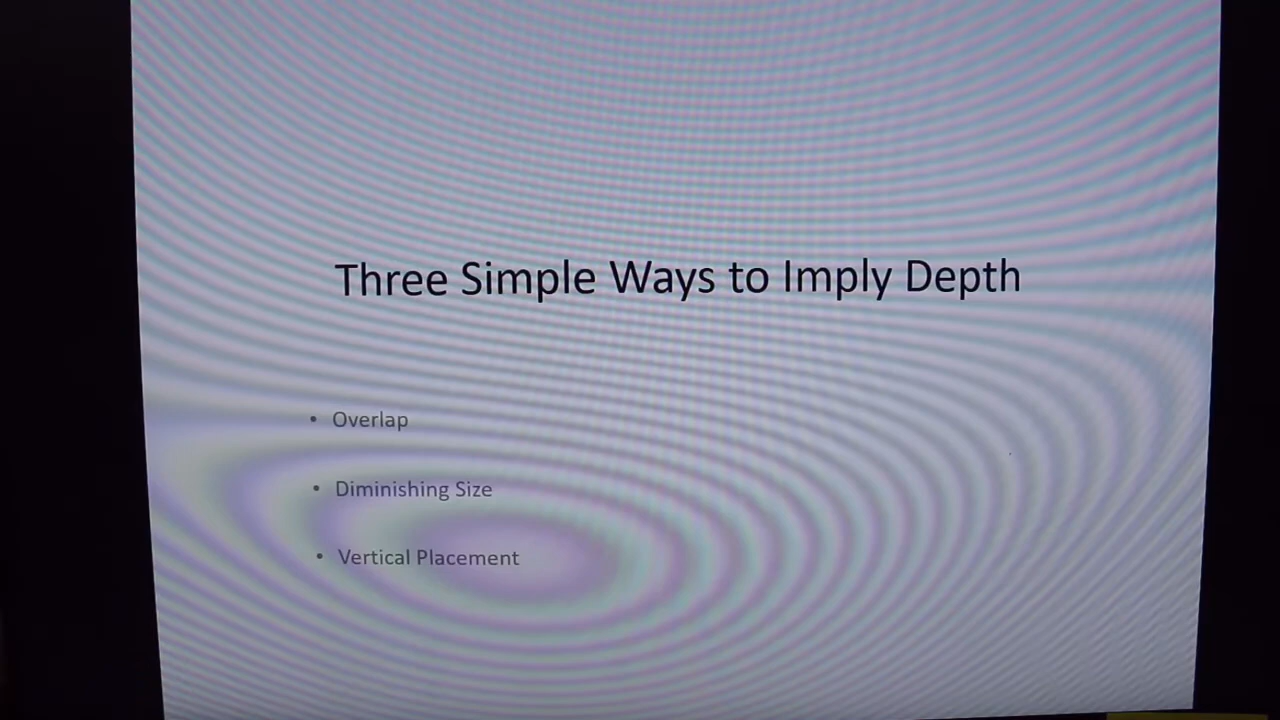 Three Simple Ways to Imply Depth
• Overlap
• Diminishing Size
• Vertical Placement